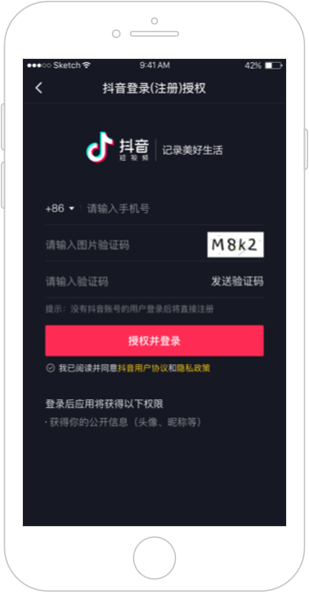 Sketch 9:41 AM 42%
抖音登录(注册)授权
抖音 记录美好生活
短视频
+86 请输入手机号
请输入图片验证码 M8k2
请输入验证码 发送验证码
提示：没有抖音账号的用户登录后将直接注册
授权并登录
我已阅读并同意抖音用户协议和隐私政策
登录后应用将获得以下权限
· 获得你的公开信息（头像、昵称等）